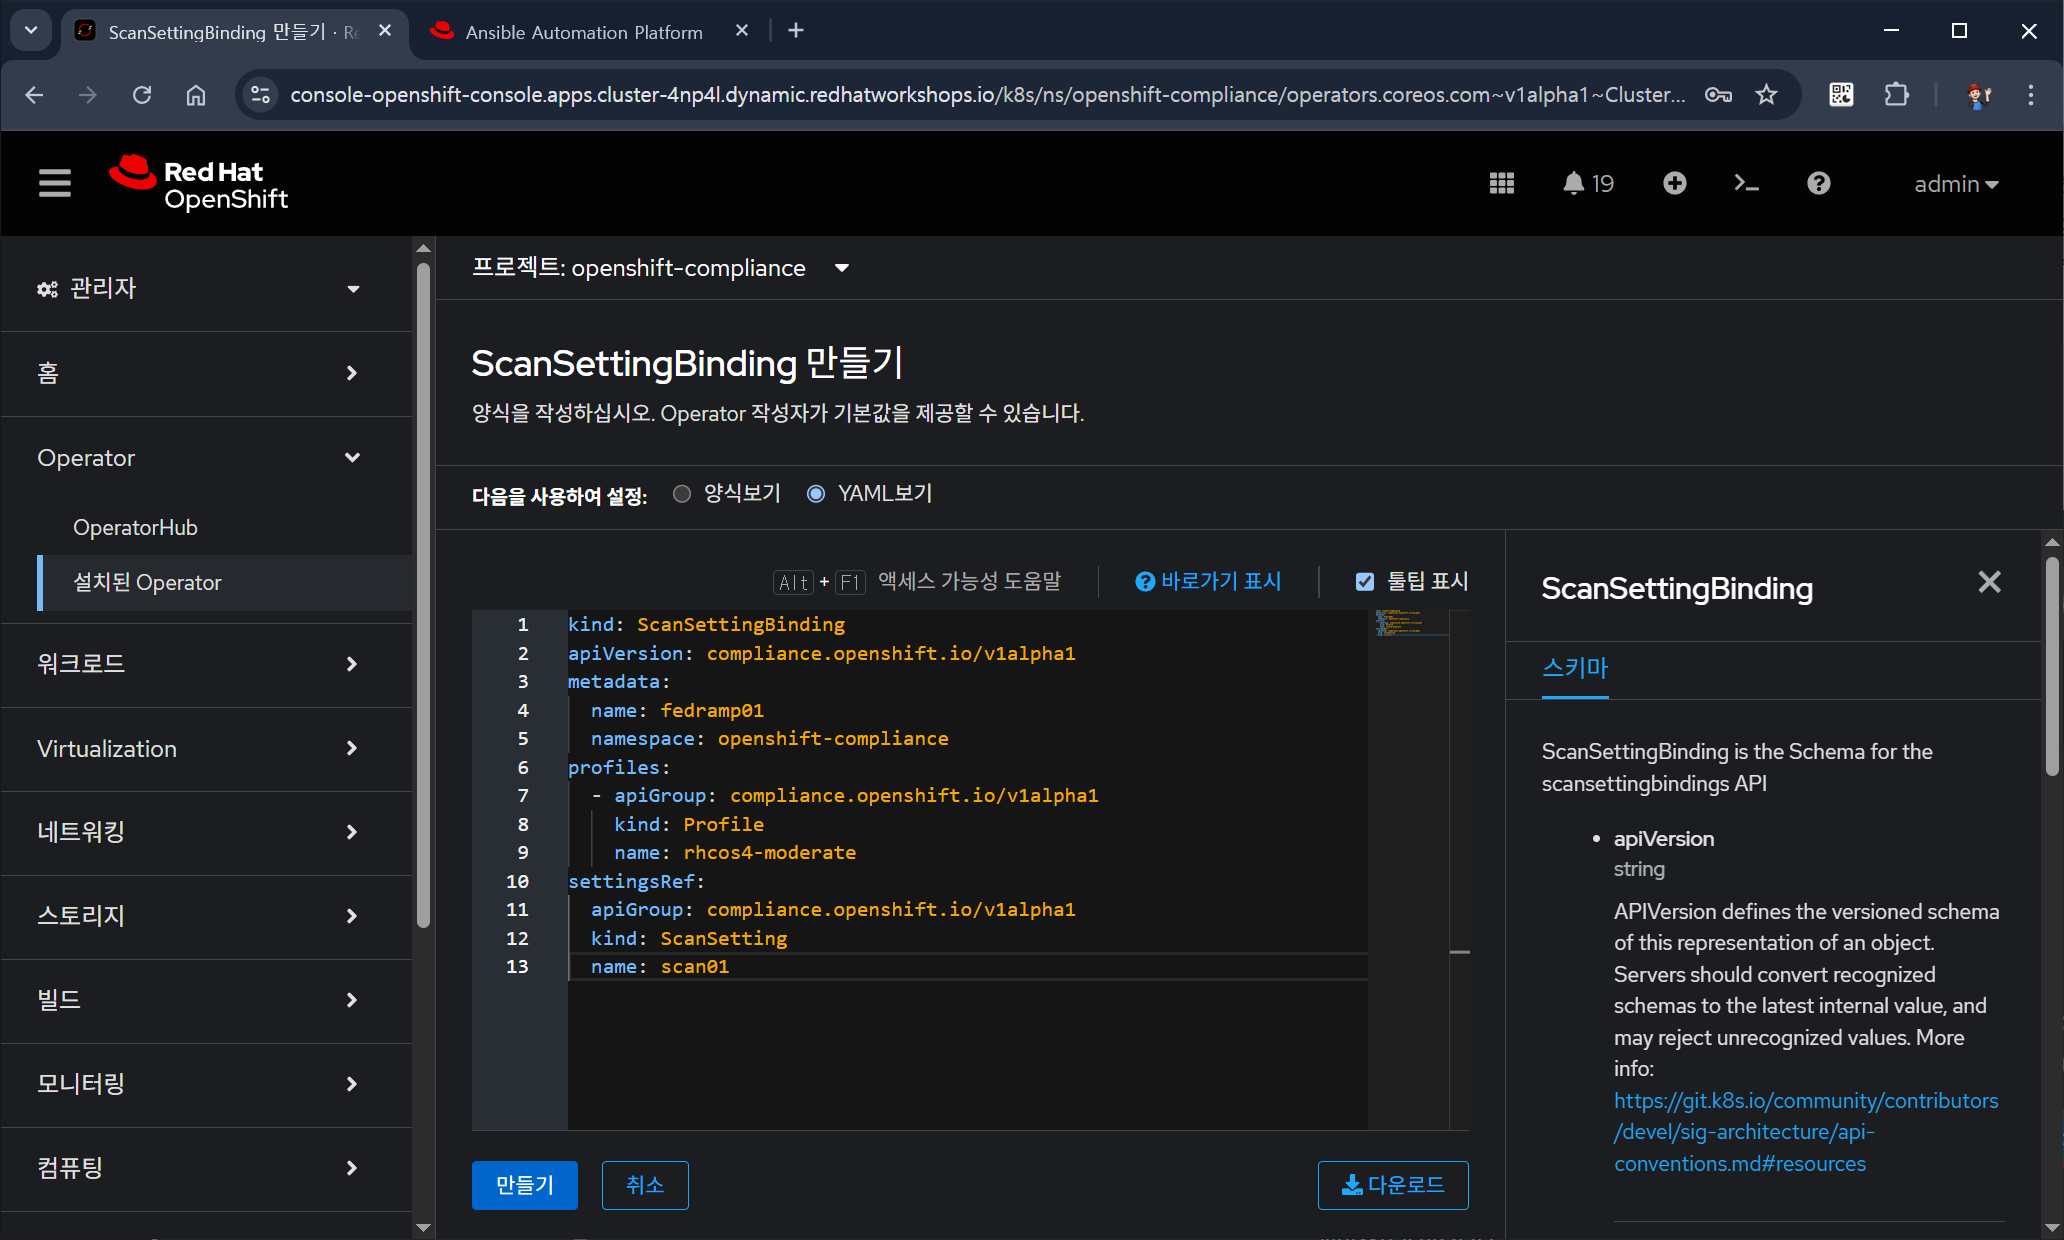 ScanSettingBinding 만들기 · Re
Ansible Automation Platform
console-openshift-console.apps.cluster-4np4l.dynamic.redhatworkshops.io/k8s/ns/openshift-compliance/operators.coreos.com~v1alpha1~Cluster...
Red Hat
OpenShift
19
admin
관리자
홈
Operator
OperatorHub
설치된 Operator
워크로드
Virtualization
네트워킹
스토리지
빌드
모니터링
컴퓨팅
프로젝트: openshift-compliance
ScanSettingBinding 만들기
양식을 작성하십시오. Operator 작성자가 기본값을 제공할 수 있습니다.
다음을 사용하여 설정: 양식보기 YAML보기
Alt + F1 액세스 가능성 도움말 바로가기 표시 툴팁 표시
1 kind: ScanSettingBinding
2 apiVersion: compliance.openshift.io/v1alpha1
3 metadata:
4 name: fedramp01
5 namespace: openshift-compliance
6 profiles:
7 - apiGroup: compliance.openshift.io/v1alpha1
8 kind: Profile
9 name: rhcos4-moderate
10 settingsRef:
11 apiGroup: compliance.openshift.io/v1alpha1
12 kind: ScanSetting
13 name: scan01
만들기 취소 다운로드
ScanSettingBinding
스키마
ScanSettingBinding is the Schema for the
scansettingbindings API
• apiVersion
string
APIVersion defines the versioned schema
of this representation of an object.
Servers should convert recognized
schemas to the latest internal value, and
may reject unrecognized values. More
info:
https://git.k8s.io/community/contributors
/devel/sig-architecture/api-
conventions.md#resources